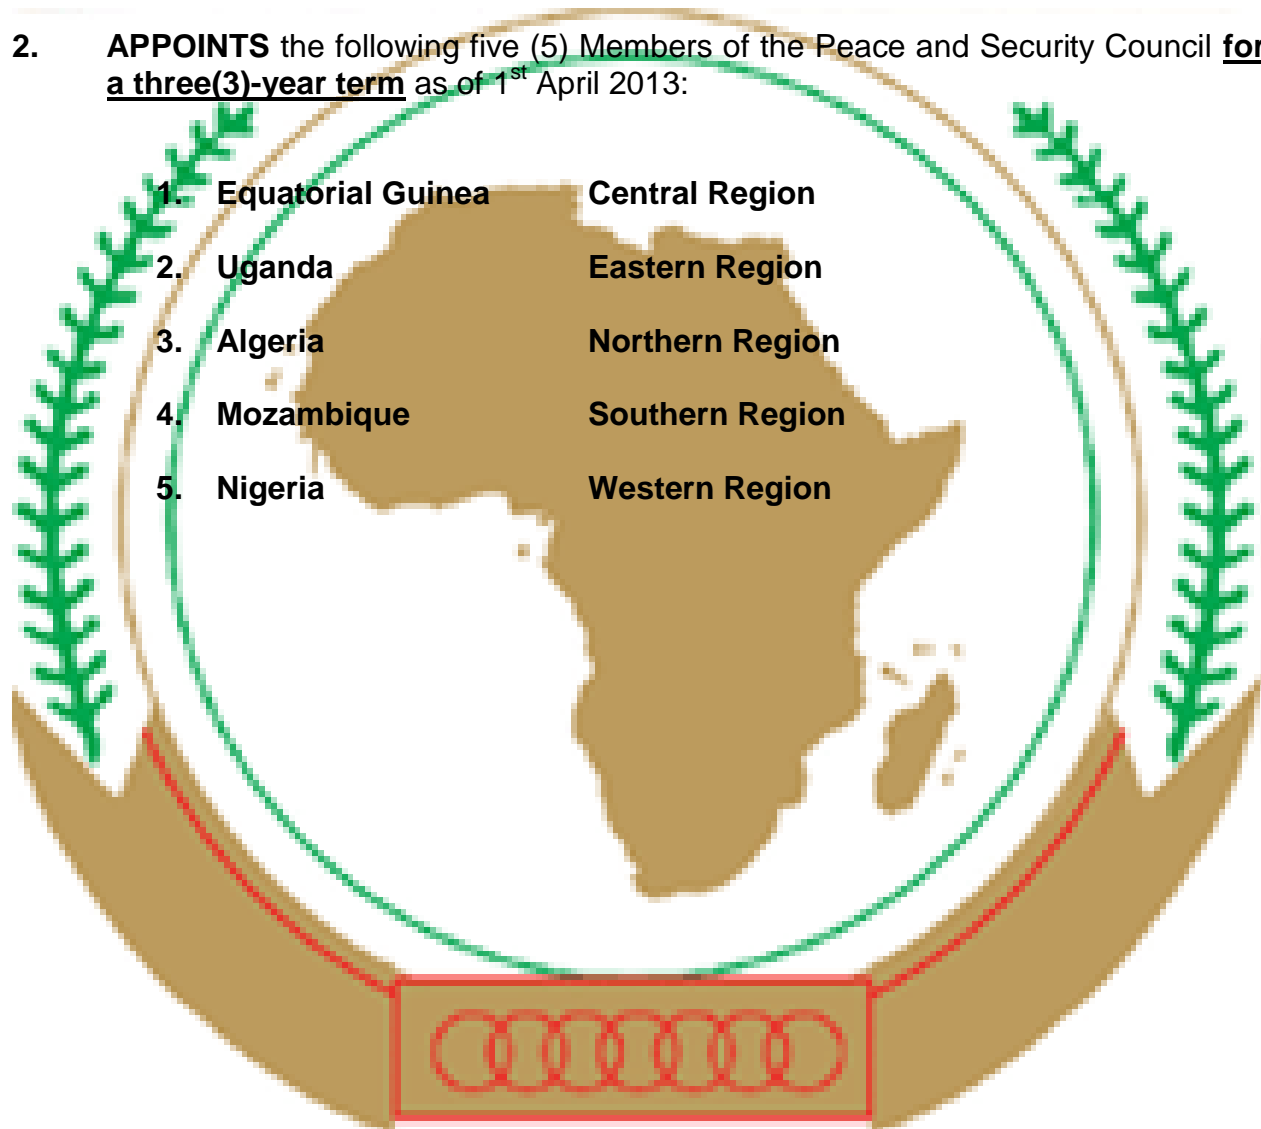 2. APPOINTS the following five (5) Members of the Peace and Security Council for
a three(3)-year term as of 1st April 2013:
1. Equatorial Guinea Central Region
2. Uganda Eastern Region
3. Algeria Northern Region
4. Mozambique Southern Region
5. Nigeria Western Region